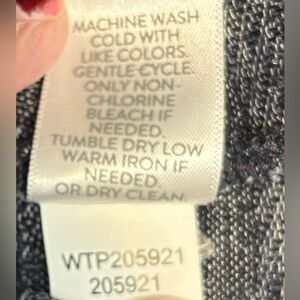 MACHINE WASH
COLD WITH
LIKE COLORS.
GENTLE CYCLE.
ONLY NON-
CHLORINE
BLEACH IF
NEEDED.
TUMBLE DRY LOW
WARM IRON IF
NEEDED
OR DRY CLEAN.
WTP205921
205921